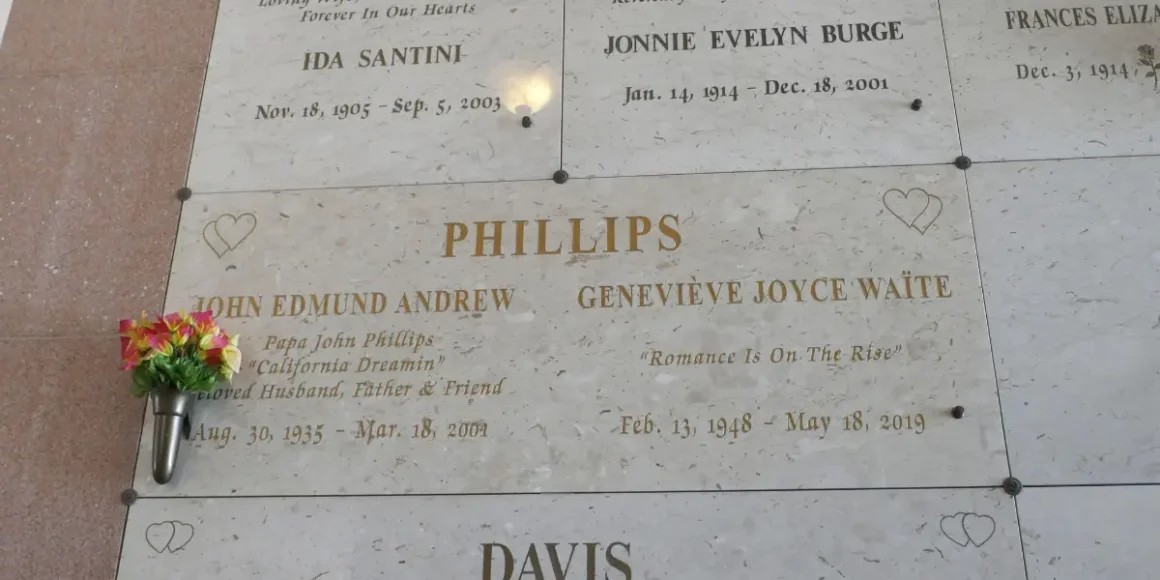 Forever In Our Hearts
IDA SANTINI
Nov. 18, 1905 - Sep. 5, 2003
JONNIE EVELYN BURGE
Jan. 14, 1914 - Dec. 18, 2001
FRANCES
Dec. 3, 1914
PHILLIPS
JOHN EDMUND ANDREW
Papa John Phillips
"California Dreamin"
Husband, Father & Friend
Aug. 30, 1935 - Mar. 18, 2001
GENEVIÈVE JOYCE WAÏTE
"Romance Is On The Rise"
Feb. 13, 1948 - May 18, 2019
DAVIS